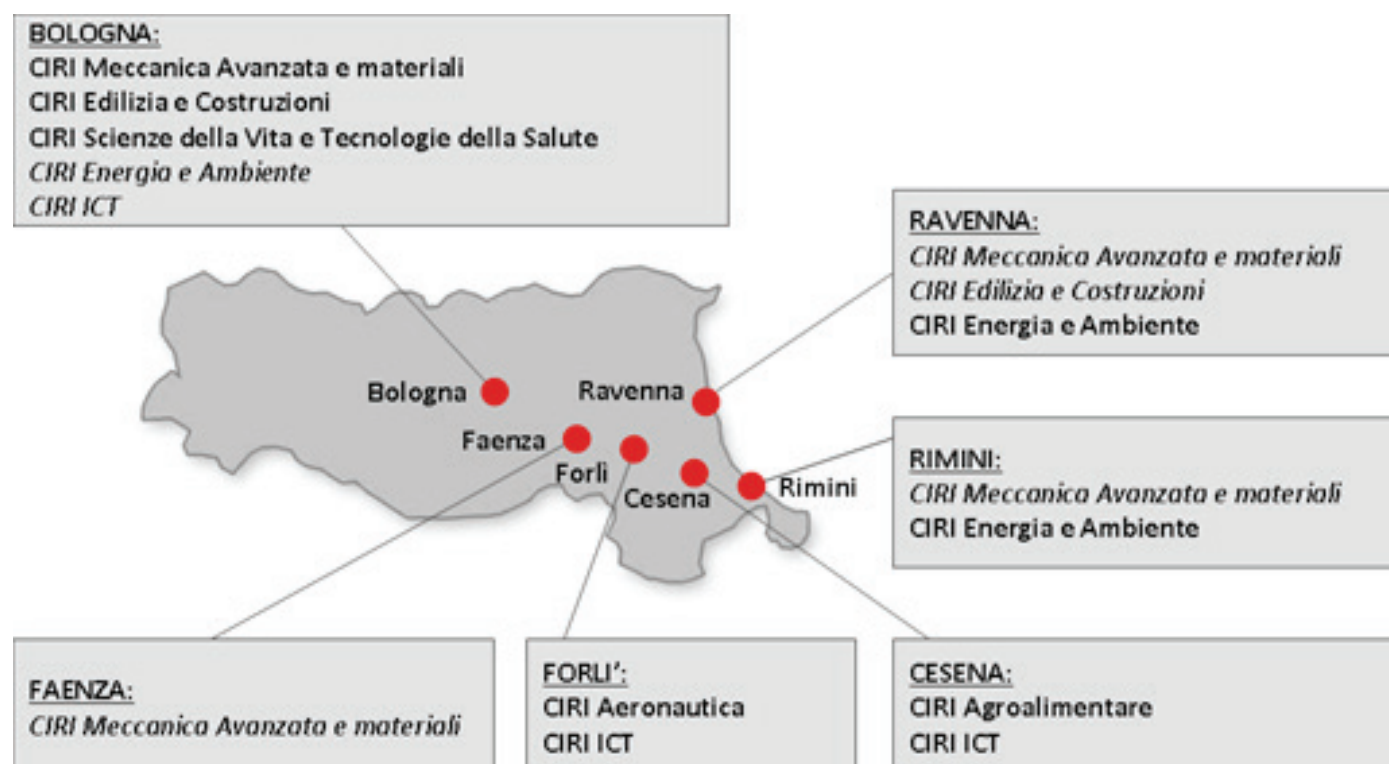 BOLOGNA:
CIRI Meccanica Avanzata e materiali
CIRI Edilizia e Costruzioni
CIRI Scienze della Vita e Tecnologie della Salute
CIRI Energia e Ambiente
CIRI ICT
RAVENNA:
CIRI Meccanica Avanzata e materiali
CIRI Edilizia e Costruzioni
CIRI Energia e Ambiente
Bologna
Ravenna
Faenza
Forlì
Cesena
Rimini
RIMINI:
CIRI Meccanica Avanzata e materiali
CIRI Energia e Ambiente
FAENZA:
CIRI Meccanica Avanzata e materiali
FORLI’:
CIRI Aeronautica
CIRI ICT
CESENA:
CIRI Agroalimentare
CIRI ICT